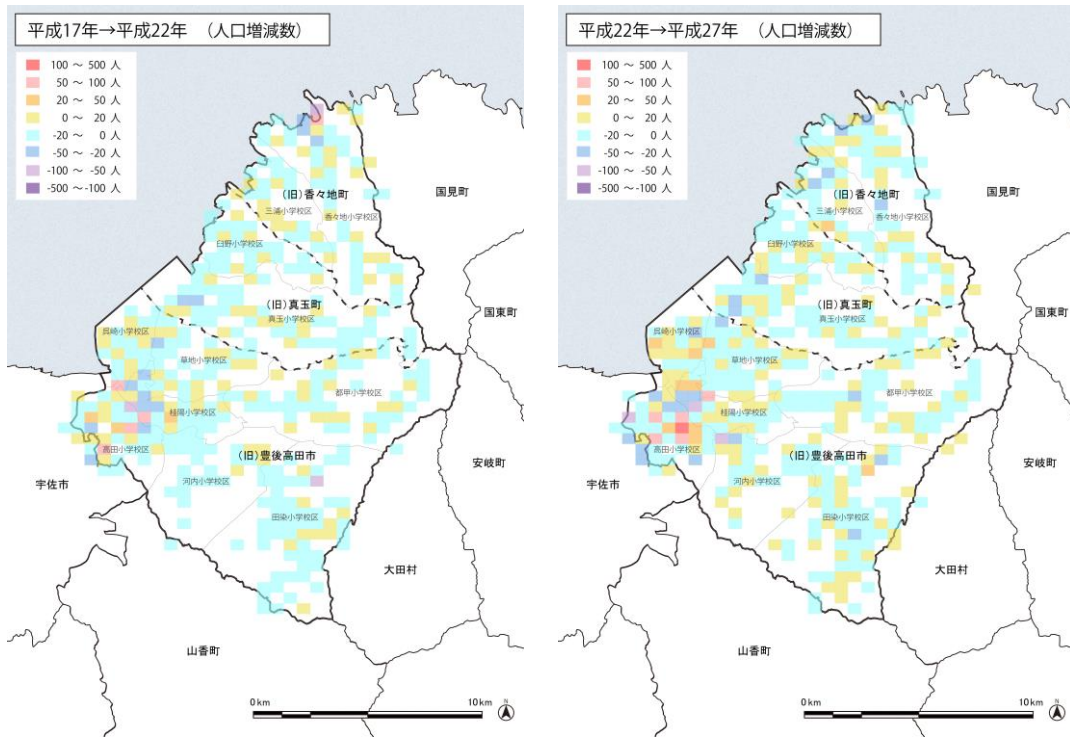 平成17年→平成22年 （人口増減数）
100 ～ 500 人
50 ～ 100 人
20 ～ 50 人
0 ～ 20 人
-20 ～ 0 人
-50 ～ -20 人
-100 ～ -50 人
-500 ～-100 人
国見町
（旧）香々地町
三浦小学校区
香々地小学校区
臼野小学校区
（旧）真玉町
真玉小学校区
国東町
呉崎小学校区
草地小学校区
都甲小学校区
桂陽小学校区
高田小学校区
（旧）豊後高田市
安岐町
宇佐市
河内小学校区
田染小学校区
大田村
山香町
0km
10km
N
平成22年→平成27年 （人口増減数）
100 ～ 500 人
50 ～ 100 人
20 ～ 50 人
0 ～ 20 人
-20 ～ 0 人
-50 ～ -20 人
-100 ～ -50 人
-500 ～-100 人
国見町
（旧）香々地町
三浦小学校区
香々地小学校区
臼野小学校区
（旧）真玉町
真玉小学校区
国東町
呉崎小学校区
草地小学校区
都甲小学校区
桂陽小学校区
高田小学校区
（旧）豊後高田市
安岐町
宇佐市
河内小学校区
田染小学校区
大田村
山香町
0km
10km
N